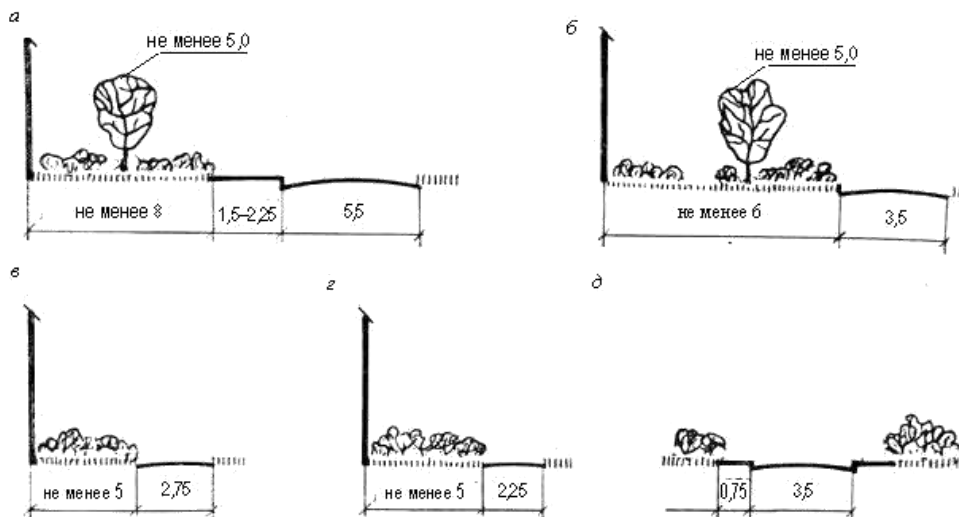 а
не менее 5,0
не менее 8
1,5–2,25
5,5
б
не менее 5,0
не менее 6
3,5
в
не менее 5
2,75
г
не менее 5
2,25
д
0,75
3,5